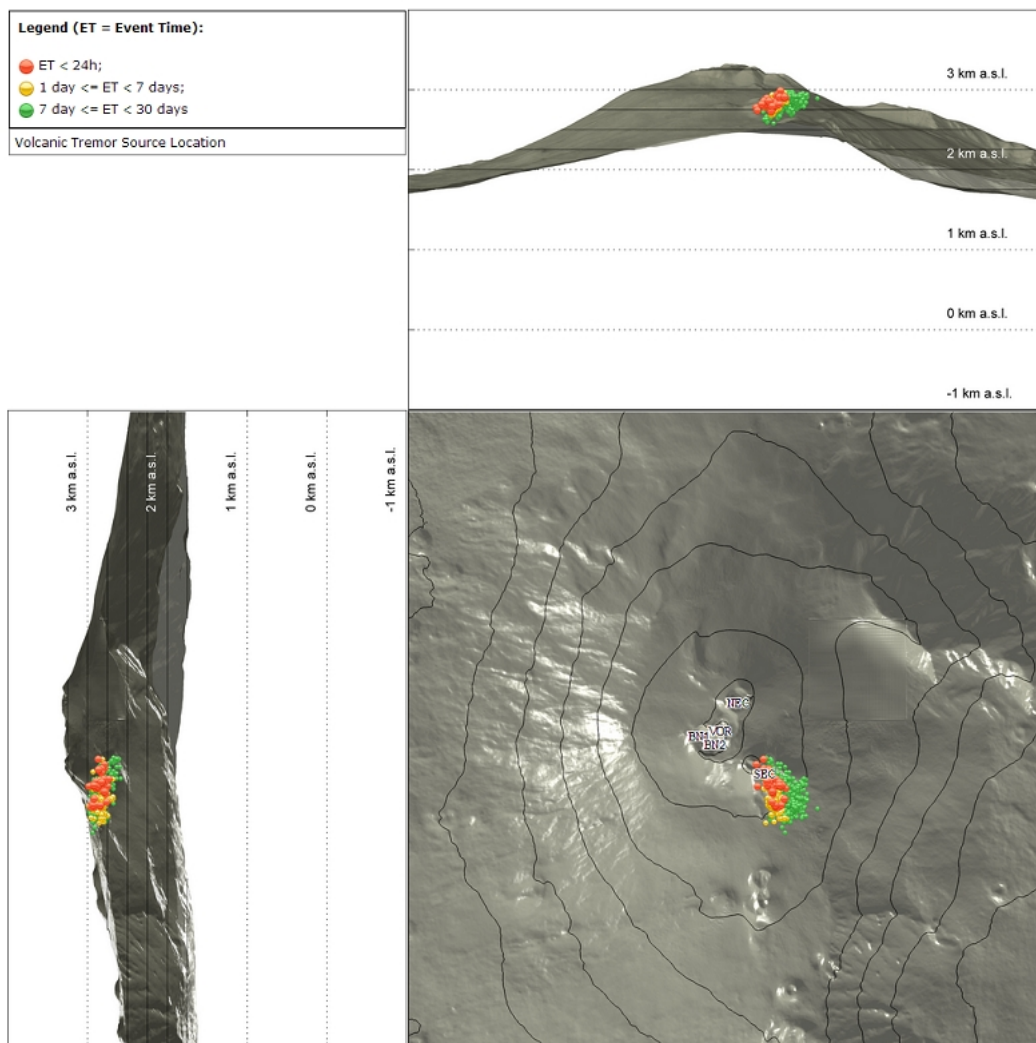 Legend (ET = Event Time):
ET < 24h;
1 day <= ET < 7 days;
7 day <= ET < 30 days
Volcanic Tremor Source Location
3 km a.s.l.
2 km a.s.l.
1 km a.s.l.
0 km a.s.l.
-1 km a.s.l.
3 km a.s.l.
2 km a.s.l.
1 km a.s.l.
0 km a.s.l.
-1 km a.s.l.
NEC
VOR
BN1
BN2
SEC